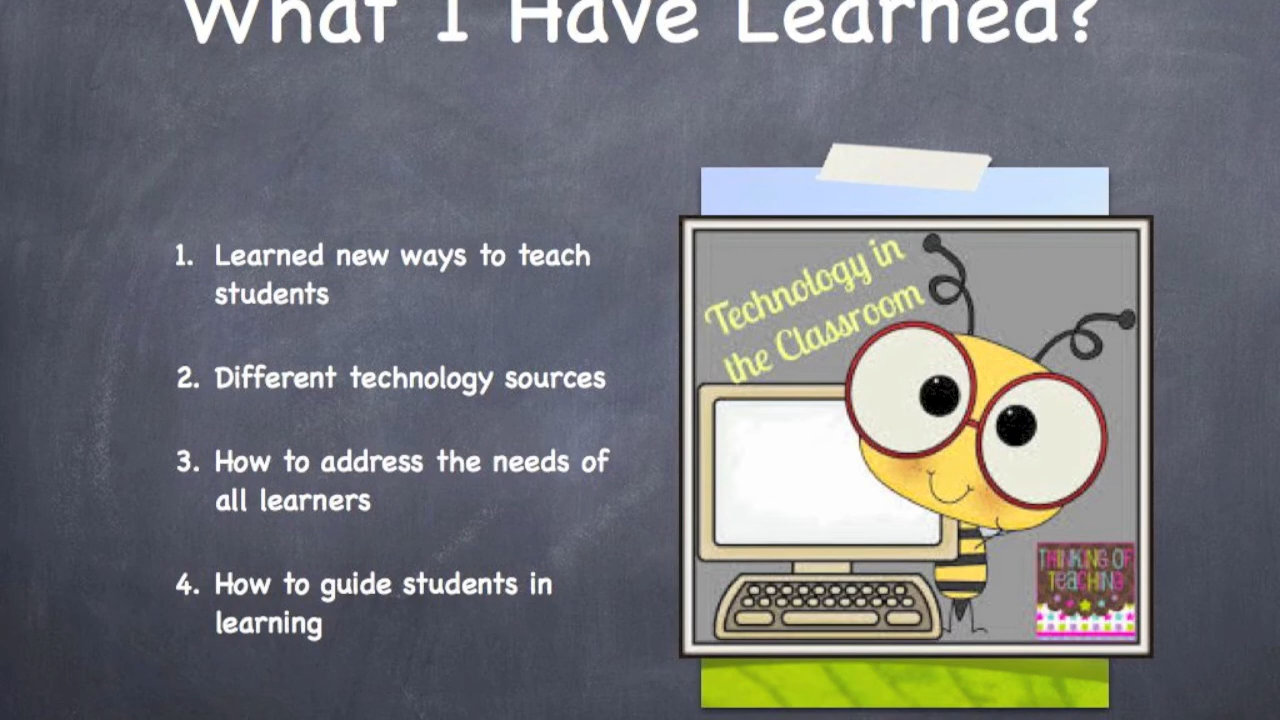 What I Have Learned?
1. Learned new ways to teach
students
2. Different technology sources
3. How to address the needs of
all learners
4. How to guide students in
learning
Technology in
the Classroom
THINKING OF
TEACHING